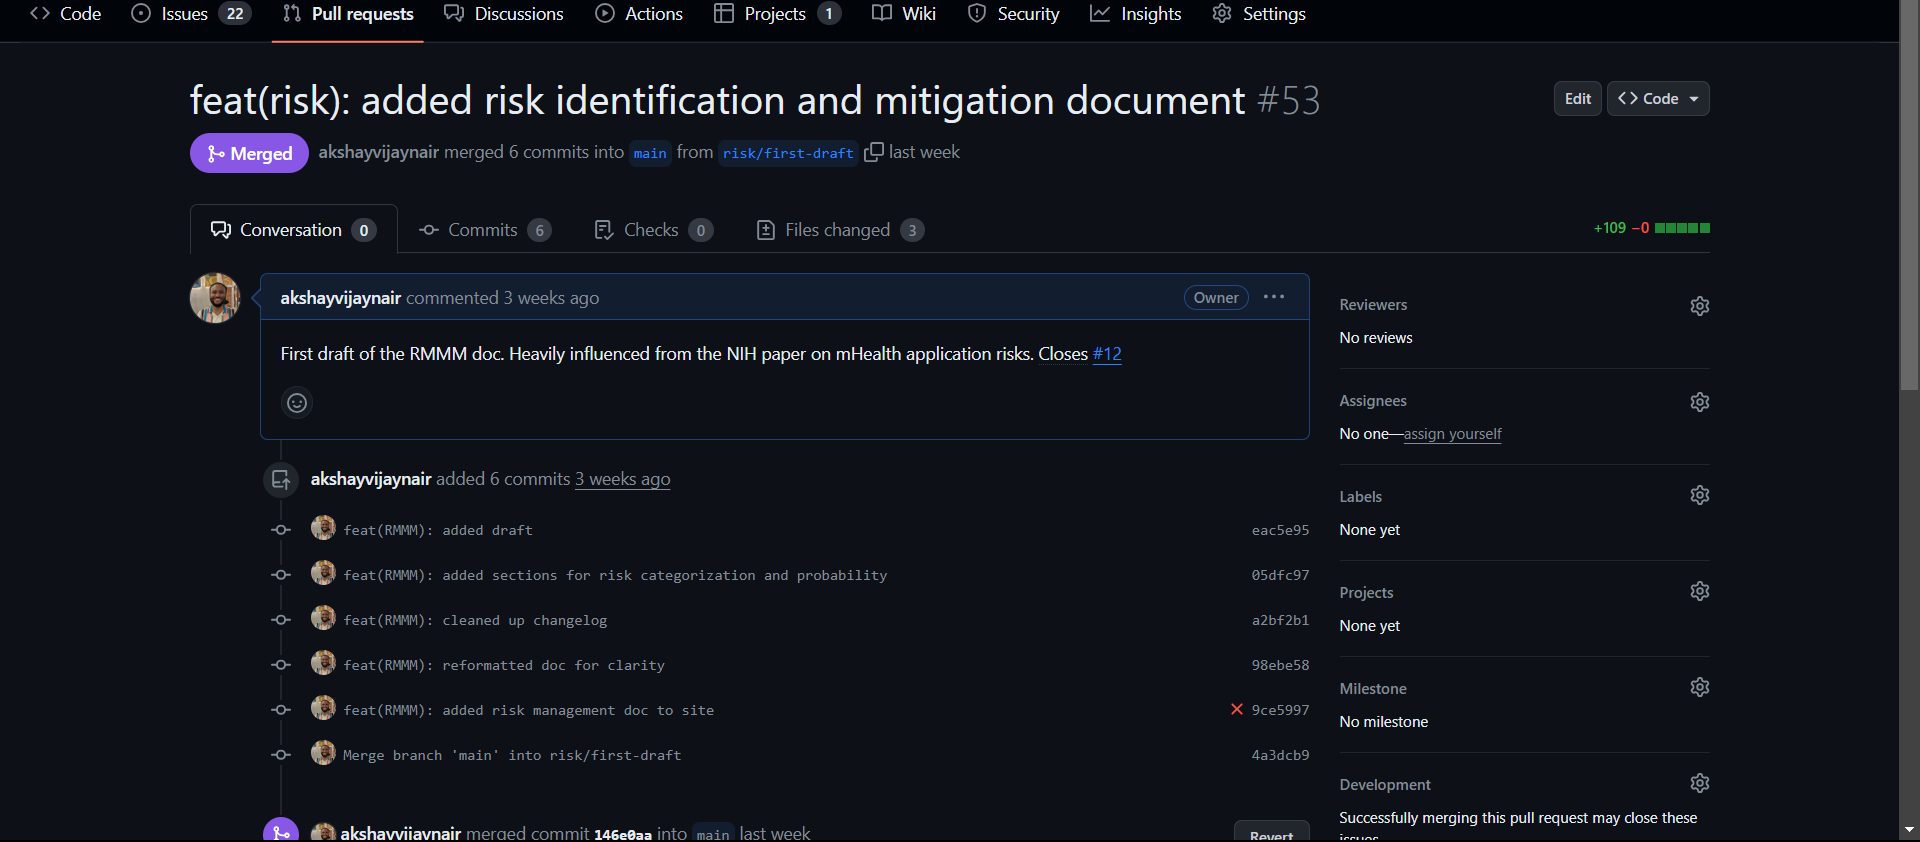 Code Issues 22 Pull requests Discussions Actions Projects 1 Wiki Security Insights Settings
feat(risk): added risk identification and mitigation document #53
Edit Code
Merged akshayvijaynair merged 6 commits into main from risk/first-draft last week
Conversation 0 Commits 6 Checks 0 Files changed 3
+109 −0
akshayvijaynair commented 3 weeks ago
Owner
First draft of the RMMM doc. Heavily influenced from the NIH paper on mHealth application risks. Closes #12
akshayvijaynair added 6 commits 3 weeks ago
feat(RMMM): added draft eac5e95
feat(RMMM): added sections for risk categorization and probability 05dfc97
feat(RMMM): cleaned up changelog a2bf2b1
feat(RMMM): reformatted doc for clarity 98ebe58
feat(RMMM): added risk management doc to site 9ce5997
Merge branch 'main' into risk/first-draft 4a3dcb9
akshayvijaynair merged commit 146e0aa into main last week
Revert
Reviewers
No reviews
Assignees
No one—assign yourself
Labels
None yet
Projects
None yet
Milestone
No milestone
Development
Successfully merging this pull request may close these
issues.